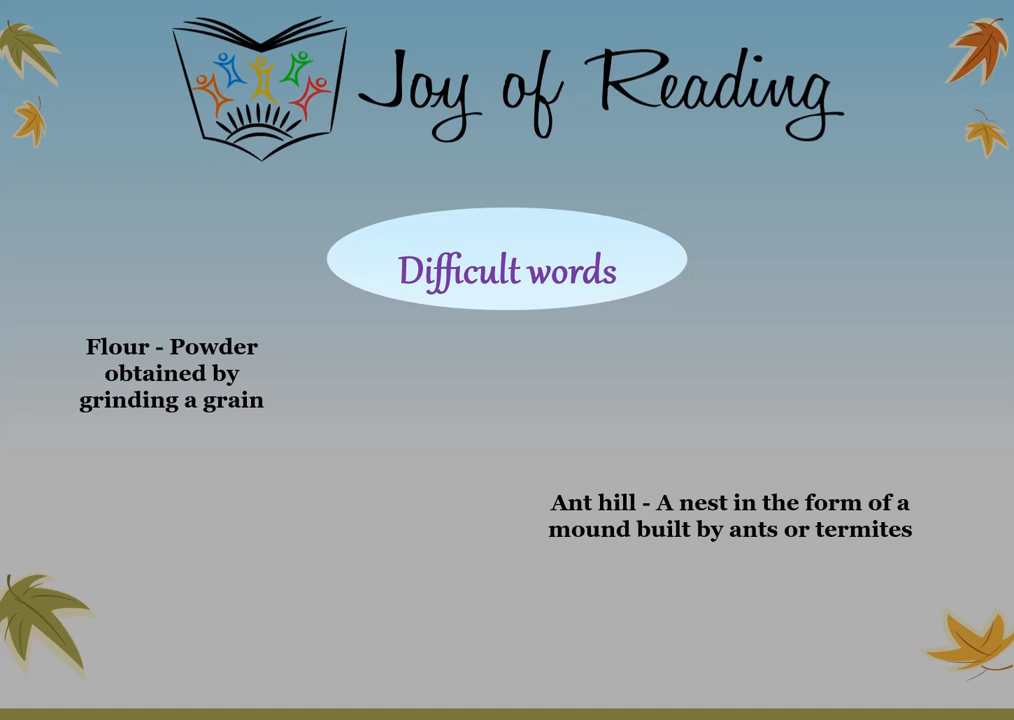 Joy of Reading
Difficult words
Flour - Powder
obtained by
grinding a grain
Ant hill - A nest in the form of a
mound built by ants or termites